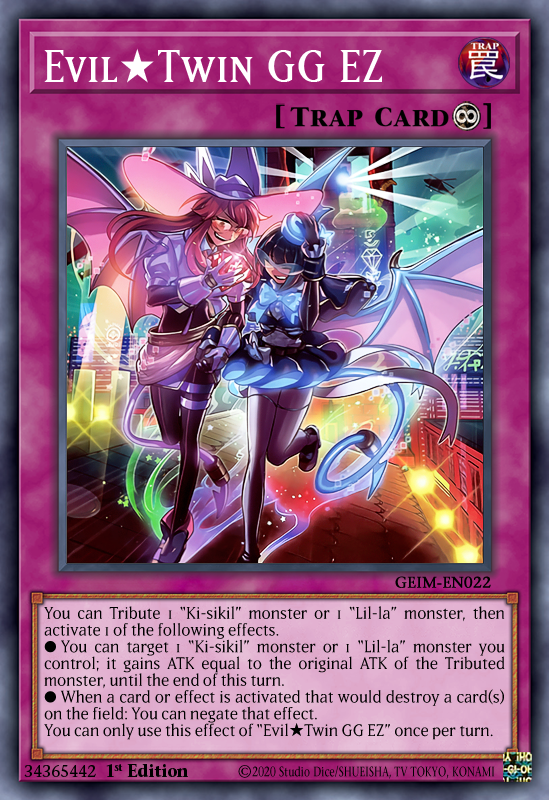 Evil★Twin GG EZ
TRAP
罠
[ Trap Card ]
GEIM-EN022
You can Tribute 1 "Ki-sikil" monster or 1 "Lil-la" monster, then
activate 1 of the following effects.
● You can target 1 "Ki-sikil" monster or 1 "Lil-la" monster you
control; it gains ATK equal to the original ATK of the Tributed
monster, until the end of this turn.
● When a card or effect is activated that would destroy a card(s)
on the field: You can negate that effect.
You can only use this effect of "Evil★Twin GG EZ" once per turn.
34365442 1st Edition ©2020 Studio Dice/SHUEISHA, TV TOKYO, KONAMI